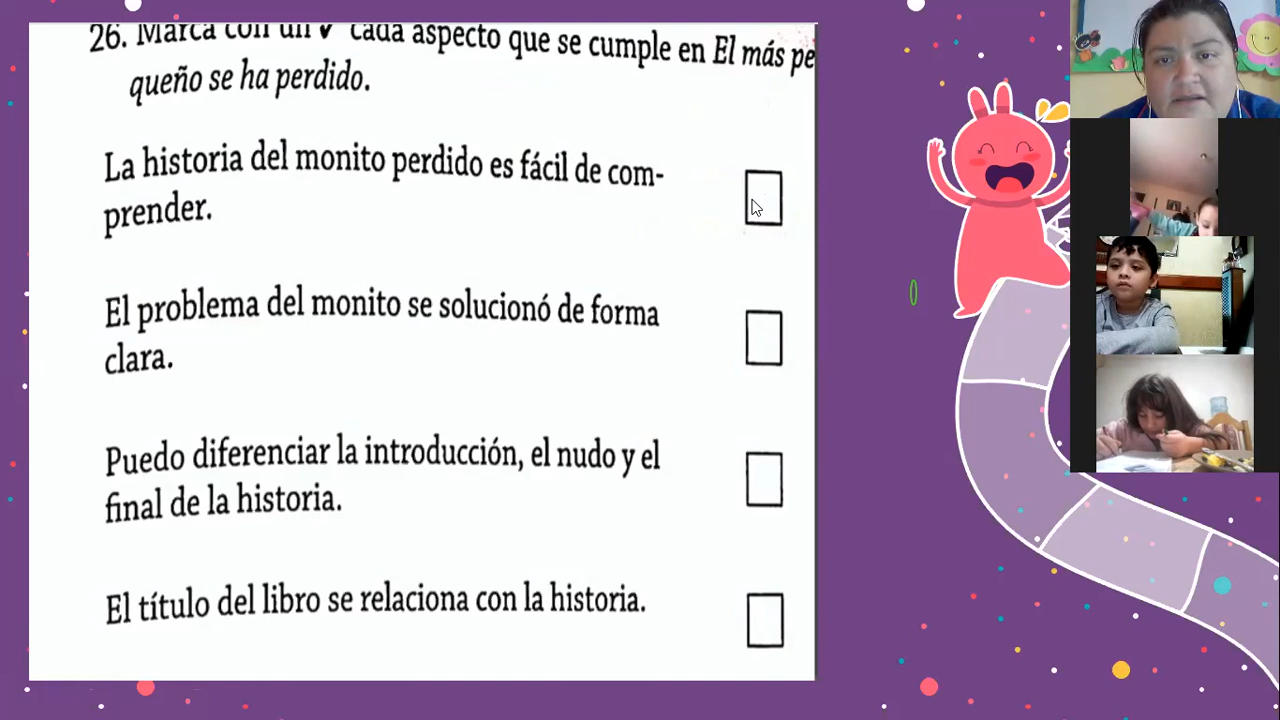 26. Marca con un ✓ cada aspecto que se cumple en El más pe
queño se ha perdido.
La historia del monito perdido es fácil de com-
prender.
El problema del monito se solucionó de forma
clara.
Puedo diferenciar la introducción, el nudo y el
final de la historia.
El título del libro se relaciona con la historia.